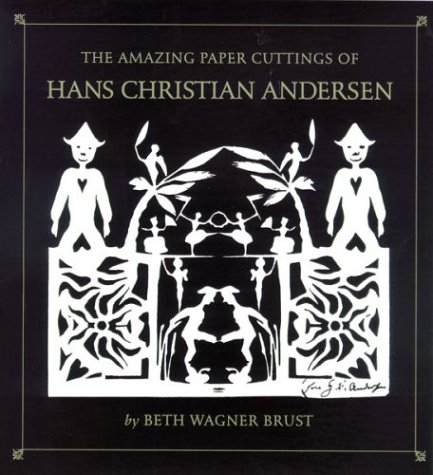 THE AMAZING PAPER CUTTINGS OF
HANS CHRISTIAN ANDERSEN
by BETH WAGNER BRUST